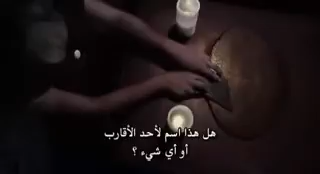 هل هذا اسم لأحد الأقارب
أو أي شيء ؟